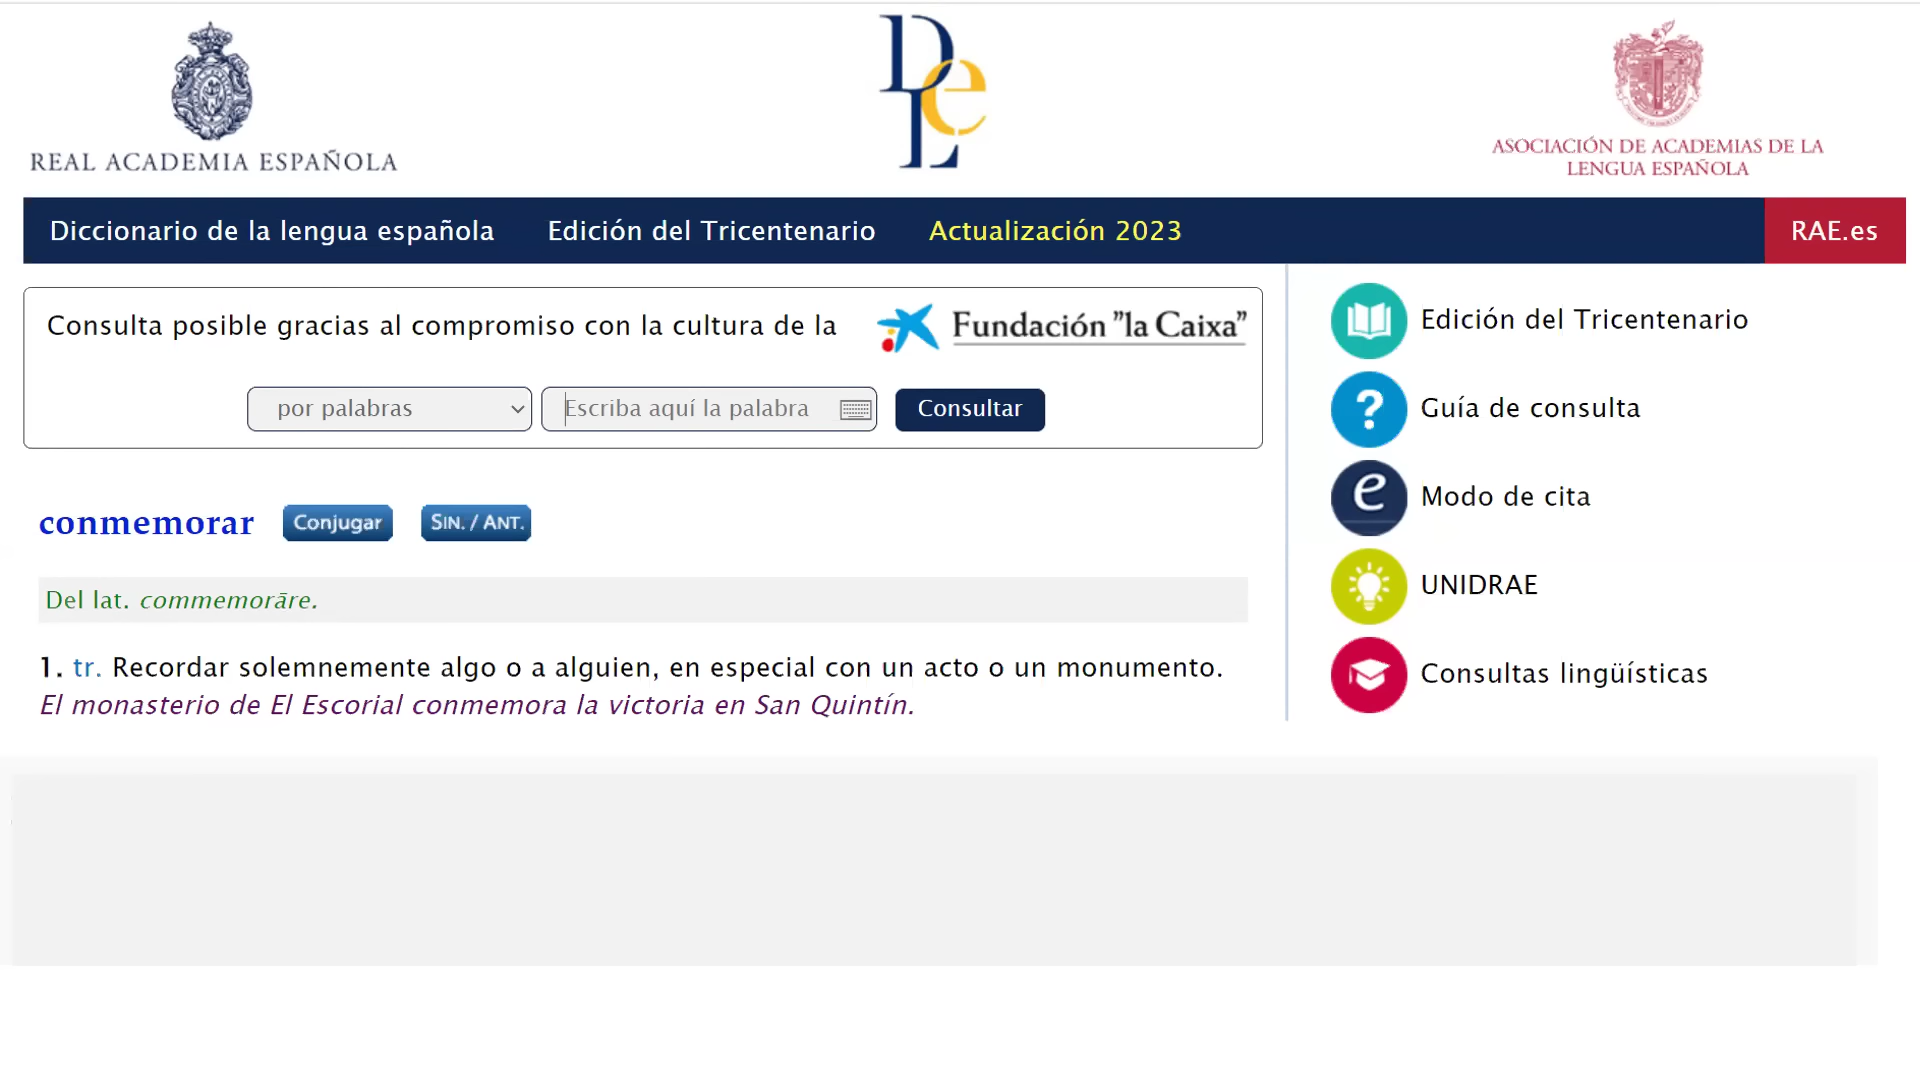 REAL ACADEMIA ESPAÑOLA
DLe
ASOCIACIÓN DE ACADEMIAS DE LA
LENGUA ESPAÑOLA
Diccionario de la lengua española Edición del Tricentenario Actualización 2023 RAE.es
Consulta posible gracias al compromiso con la cultura de la Fundación "la Caixa"
por palabras Escriba aquí la palabra Consultar
conmemorar Conjugar SIN. / ANT.
Del lat. commemorāre.
1. tr. Recordar solemnemente algo o a alguien, en especial con un acto o un monumento.
El monasterio de El Escorial conmemora la victoria en San Quintín.
Edición del Tricentenario
Guía de consulta
e Modo de cita
UNIDRAE
Consultas lingüísticas